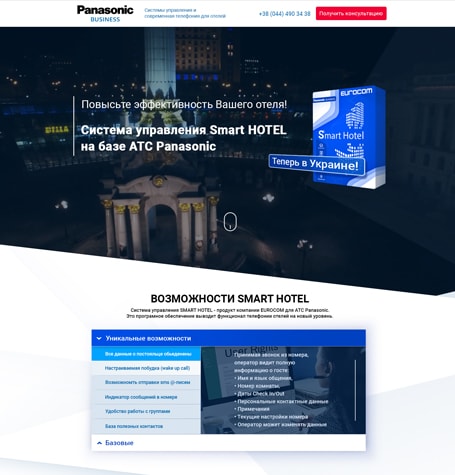 Panasonic
BUSINESS
Системы управления и
современная телефония для отелей
+38 (044) 490 34 38
Получить консультацию
Повысьте эффективность Вашего отеля!
Система управления Smart HOTEL
на базе АТС Panasonic
EUROCOM
Smart Hotel
Теперь в Украине!
ВОЗМОЖНОСТИ SMART HOTEL
Система управления SMART HOTEL - продукт компании EUROCOM для АТС Panasonic.
Это програмное обеспечение выводит функционал телефонии отелей на новый уровень.
Уникальные возможности
Все данные о постояльце объединены
Настраиваемая побудка (wake up call)
Возможность отправки sms @-писем
Индикатор сообщения в номере
Удобство работы с группами
База полезных контактов
Принимая звонок из номера,
оператор видит полную
информацию о госте:
• Имя и язык общения,
• Номер комнаты,
• Даты Check In/Out
• Персональные контактные данные
• Примечания
• Текущие настройки номера
• Оператор может изменять данные
Базовые